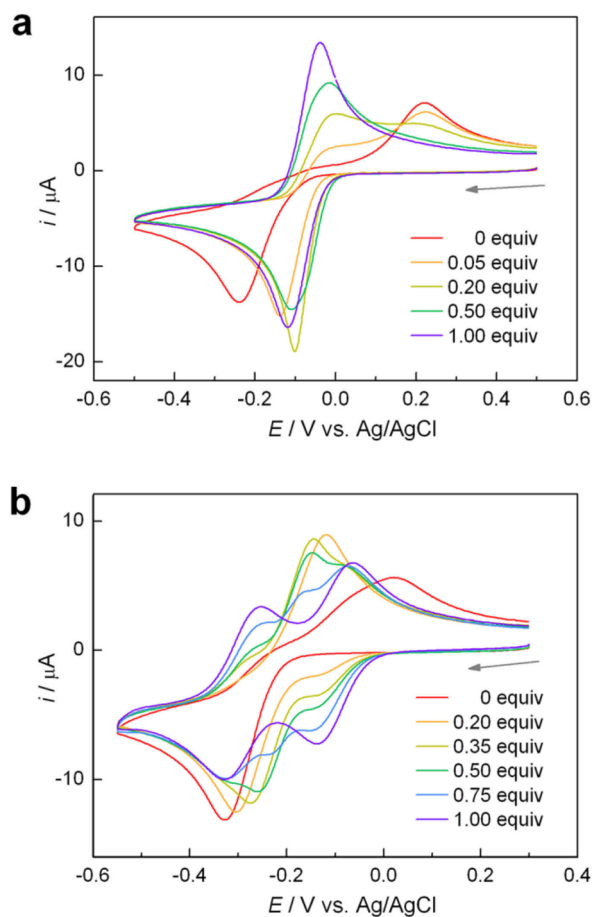 a
10
0
-10
-20
i / μA
0 equiv
0.05 equiv
0.20 equiv
0.50 equiv
1.00 equiv
-0.6 -0.4 -0.2 0.0 0.2 0.4 0.6
E / V vs. Ag/AgCl
b
10
0
-10
i / μA
0 equiv
0.20 equiv
0.35 equiv
0.50 equiv
0.75 equiv
1.00 equiv
-0.6 -0.4 -0.2 0.0 0.2 0.4
E / V vs. Ag/AgCl